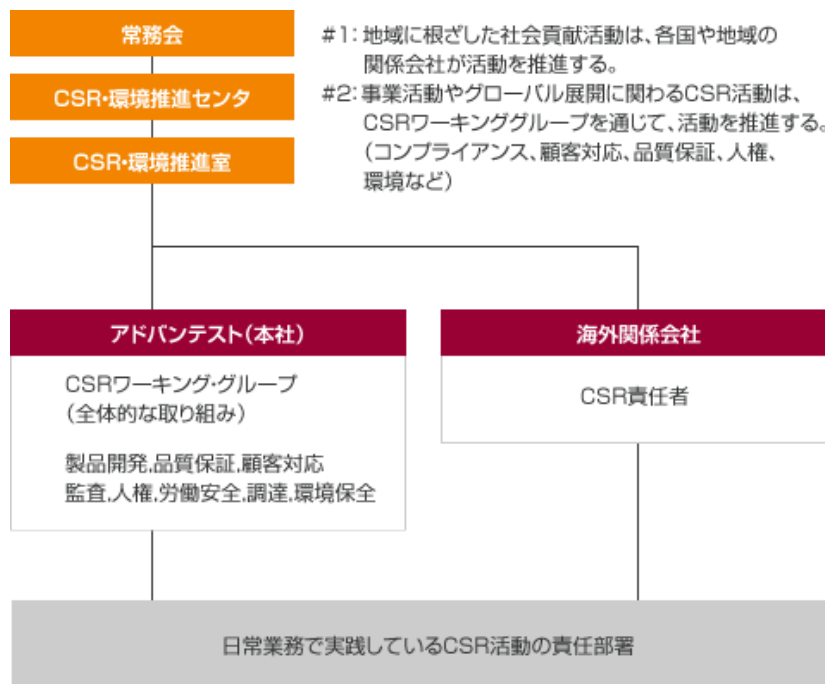 常務会
CSR・環境推進センタ
CSR・環境推進室
#1：地域に根ざした社会貢献活動は、各国や地域の
関係会社が活動を推進する。
#2：事業活動やグローバル展開に関わるCSR活動は、
CSRワーキンググループを通じて、活動を推進する。
（コンプライアンス、顧客対応、品質保証、人権、
環境など）
アドバンテスト（本社）
CSRワーキング・グループ
（全体的な取り組み）
製品開発,品質保証,顧客対応
監査,人権,労働安全,調達,環境保全
海外関係会社
CSR責任者
日常業務で実践しているCSR活動の責任部署